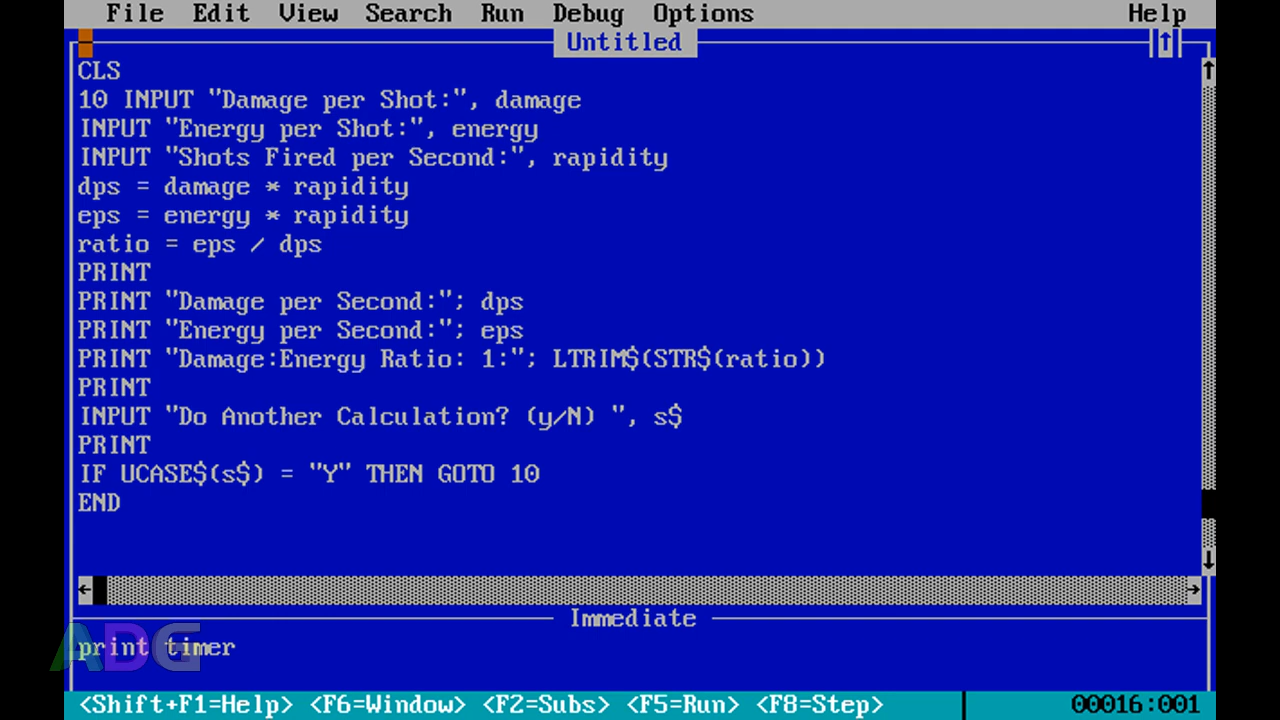 File Edit View Search Run Debug Options Help
Untitled
CLS
10 INPUT "Damage per Shot:", damage
INPUT "Energy per Shot:", energy
INPUT "Shots Fired per Second:", rapidity
dps = damage * rapidity
eps = energy * rapidity
ratio = eps / dps
PRINT
PRINT "Damage per Second:"; dps
PRINT "Energy per Second:"; eps
PRINT "Damage:Energy Ratio: 1:"; LTRIM$(STR$(ratio))
PRINT
INPUT "Do Another Calculation? (y/N) ", s$
PRINT
IF UCASE$(s$) = "Y" THEN GOTO 10
END
Immediate
print timer
ADG
<Shift+F1=Help> <F6=Window> <F2=Subs> <F5=Run> <F8=Step> 00016:001